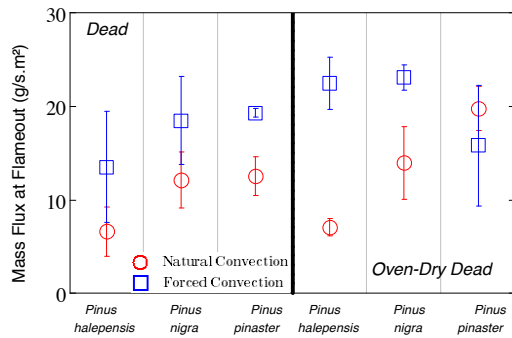 Mass Flux at Flameout (g/s.m²)
30
20
10
0
Dead
Oven-Dry Dead
Natural Convection
Forced Convection
Pinus halepensis
Pinus nigra
Pinus pinaster
Pinus halepensis
Pinus nigra
Pinus pinaster